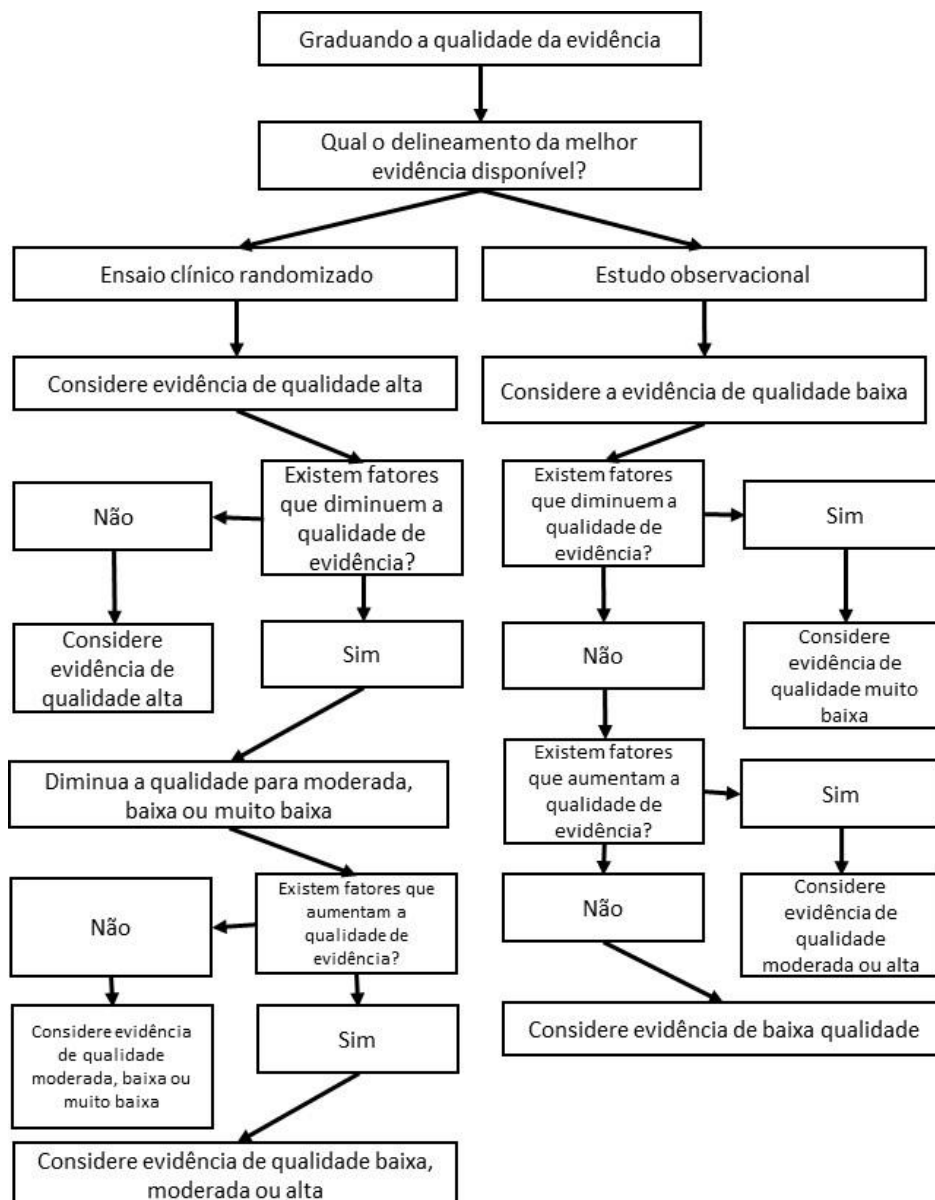 Graduando a qualidade da evidência
Qual o delineamento da melhor
evidência disponível?
Ensaio clínico randomizado
Estudo observacional
Considere evidência de qualidade alta
Considere a evidência de qualidade baixa
Existem fatores
que diminuem a
qualidade de
evidência?
Não
Existem fatores
que diminuem a
qualidade de
evidência?
Sim
Considere
evidência de
qualidade alta
Sim
Não
Considere
evidência de
qualidade muito
baixa
Diminua a qualidade para moderada,
baixa ou muito baixa
Existem fatores
que aumentam a
qualidade de
evidência?
Sim
Não
Existem fatores que
aumentam a
qualidade de
evidência?
Não
Considere
evidência de
qualidade
moderada ou alta
Considere evidência
de qualidade
moderada, baixa ou
muito baixa
Sim
Considere evidência de baixa qualidade
Considere evidência de qualidade baixa,
moderada ou alta